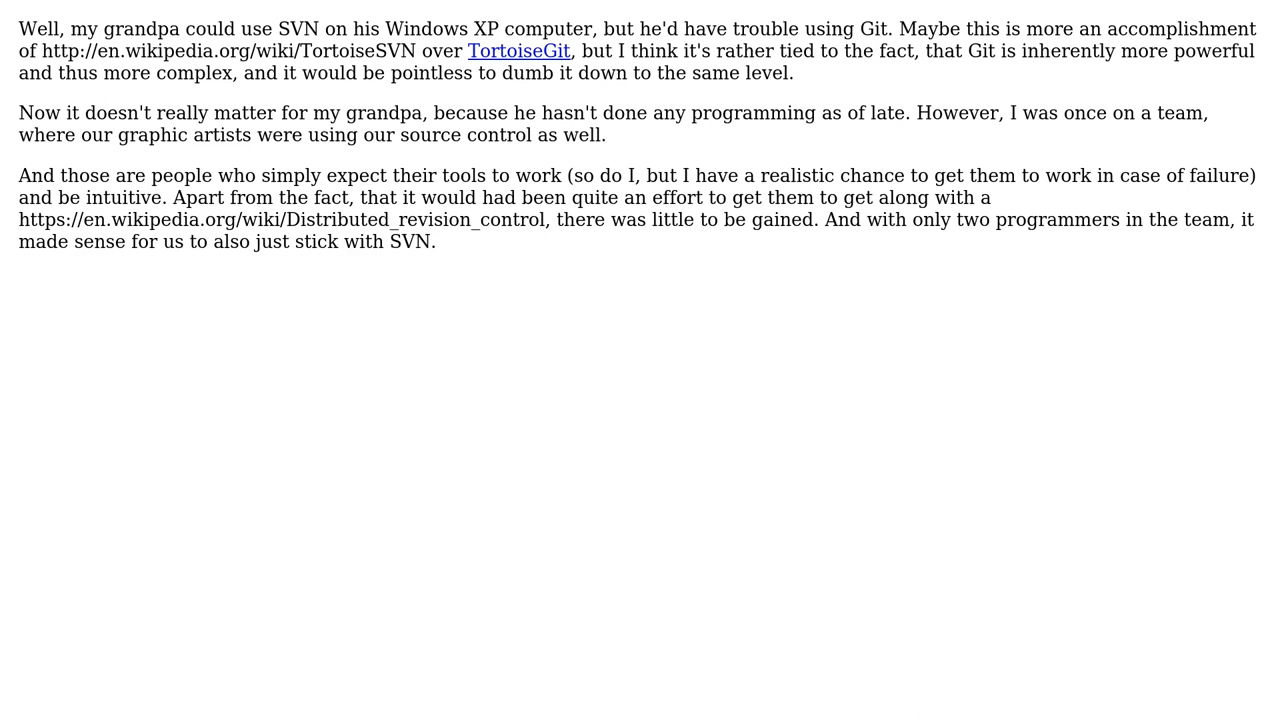 Well, my grandpa could use SVN on his Windows XP computer, but he'd have trouble using Git. Maybe this is more an accomplishment
of http://en.wikipedia.org/wiki/TortoiseSVN over TortoiseGit, but I think it's rather tied to the fact, that Git is inherently more powerful
and thus more complex, and it would be pointless to dumb it down to the same level.
Now it doesn't really matter for my grandpa, because he hasn't done any programming as of late. However, I was once on a team,
where our graphic artists were using our source control as well.
And those are people who simply expect their tools to work (so do I, but I have a realistic chance to get them to work in case of failure)
and be intuitive. Apart from the fact, that it would had been quite an effort to get them to get along with a
https://en.wikipedia.org/wiki/Distributed_revision_control, there was little to be gained. And with only two programmers in the team, it
made sense for us to also just stick with SVN.